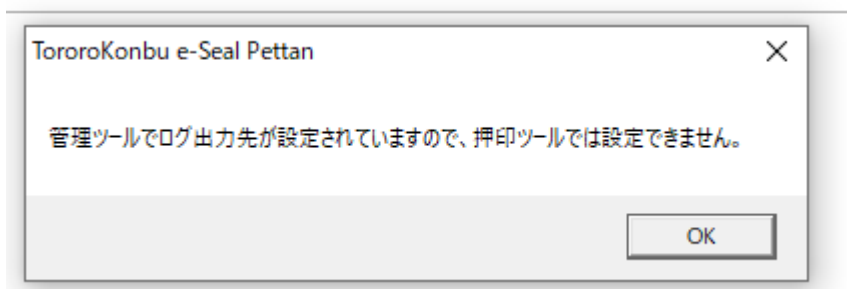 TororoKonbu e-Seal Pettan
管理ツールでログ出力先が設定されていますので、押印ツールでは設定できません。
OK